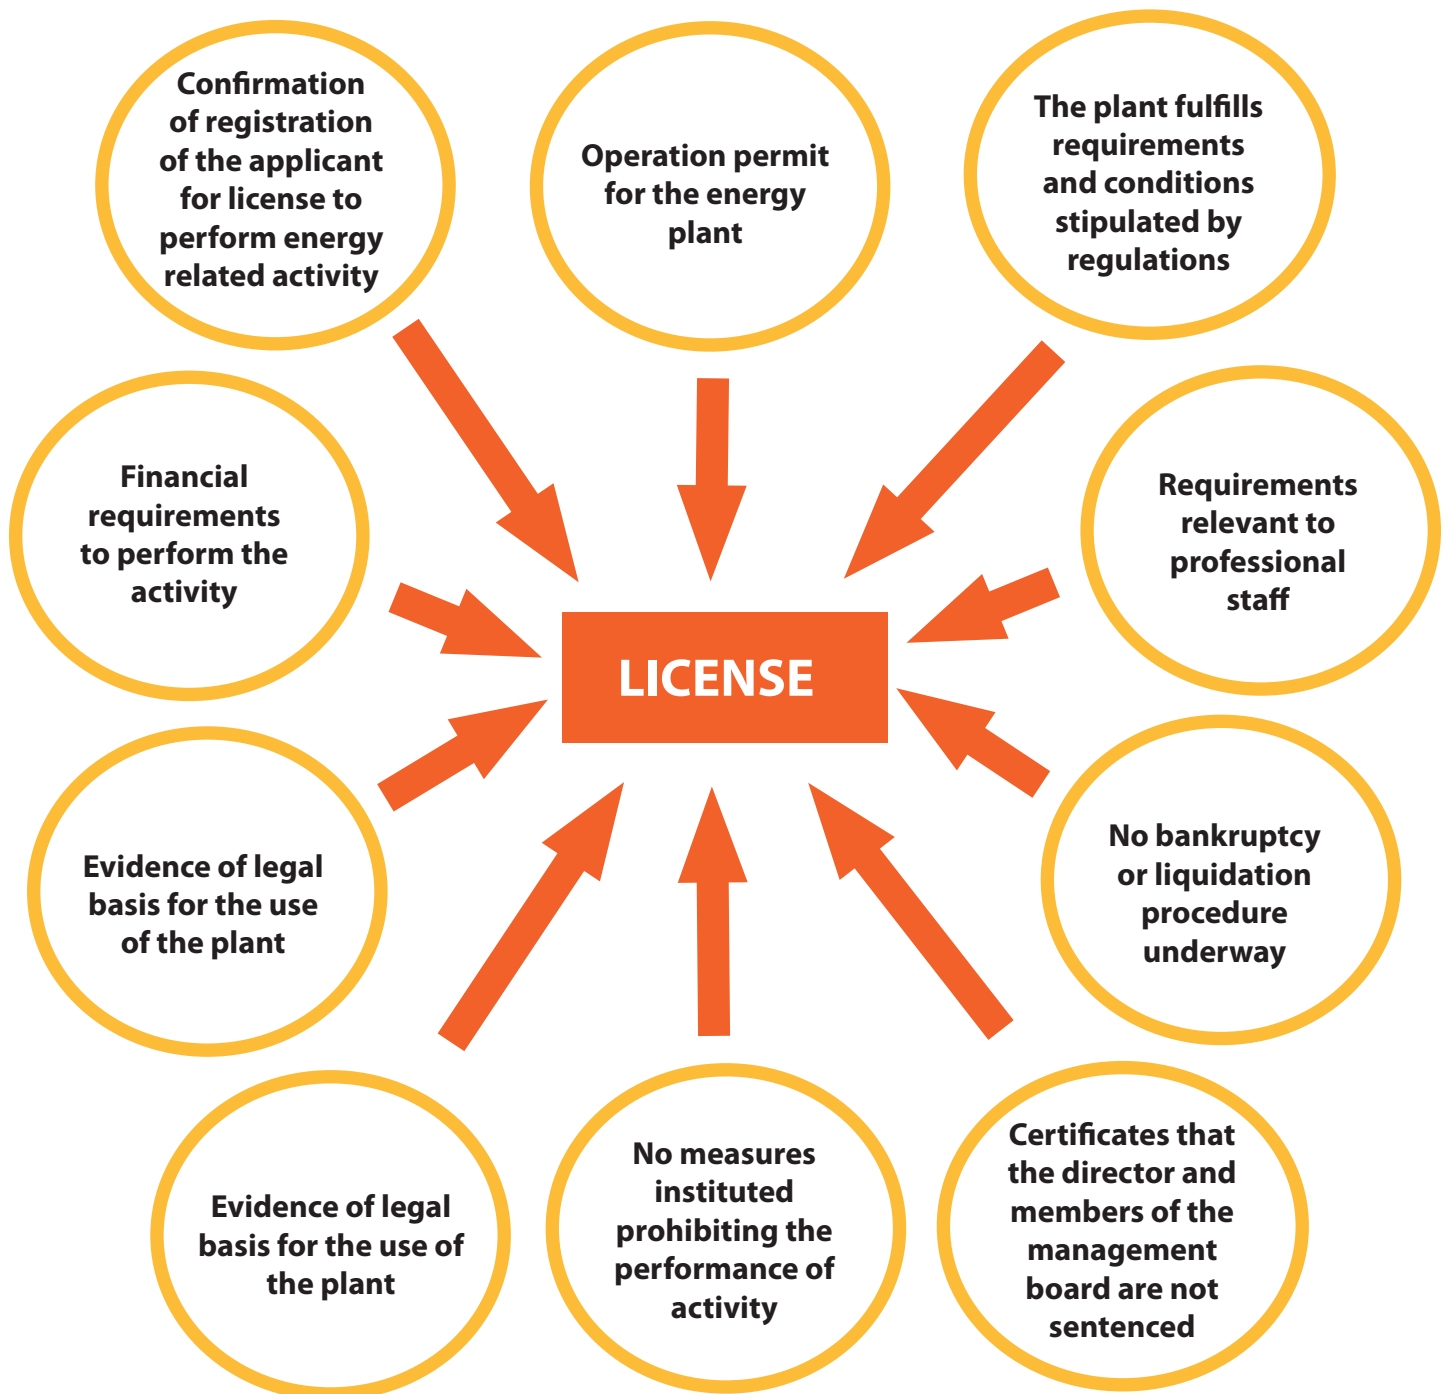 Confirmation
of registration
of the applicant
for license to
perform energy
related activity
Operation permit
for the energy
plant
The plant fulfills
requirements
and conditions
stipulated by
regulations
Financial
requirements
to perform the
activity
Requirements
relevant to
professional
staff
LICENSE
Evidence of legal
basis for the use
of the plant
No bankruptcy
or liquidation
procedure
underway
Evidence of legal
basis for the use of
the plant
No measures
instituted
prohibiting the
performance of
activity
Certificates that
the director and
members of the
management
board are not
sentenced